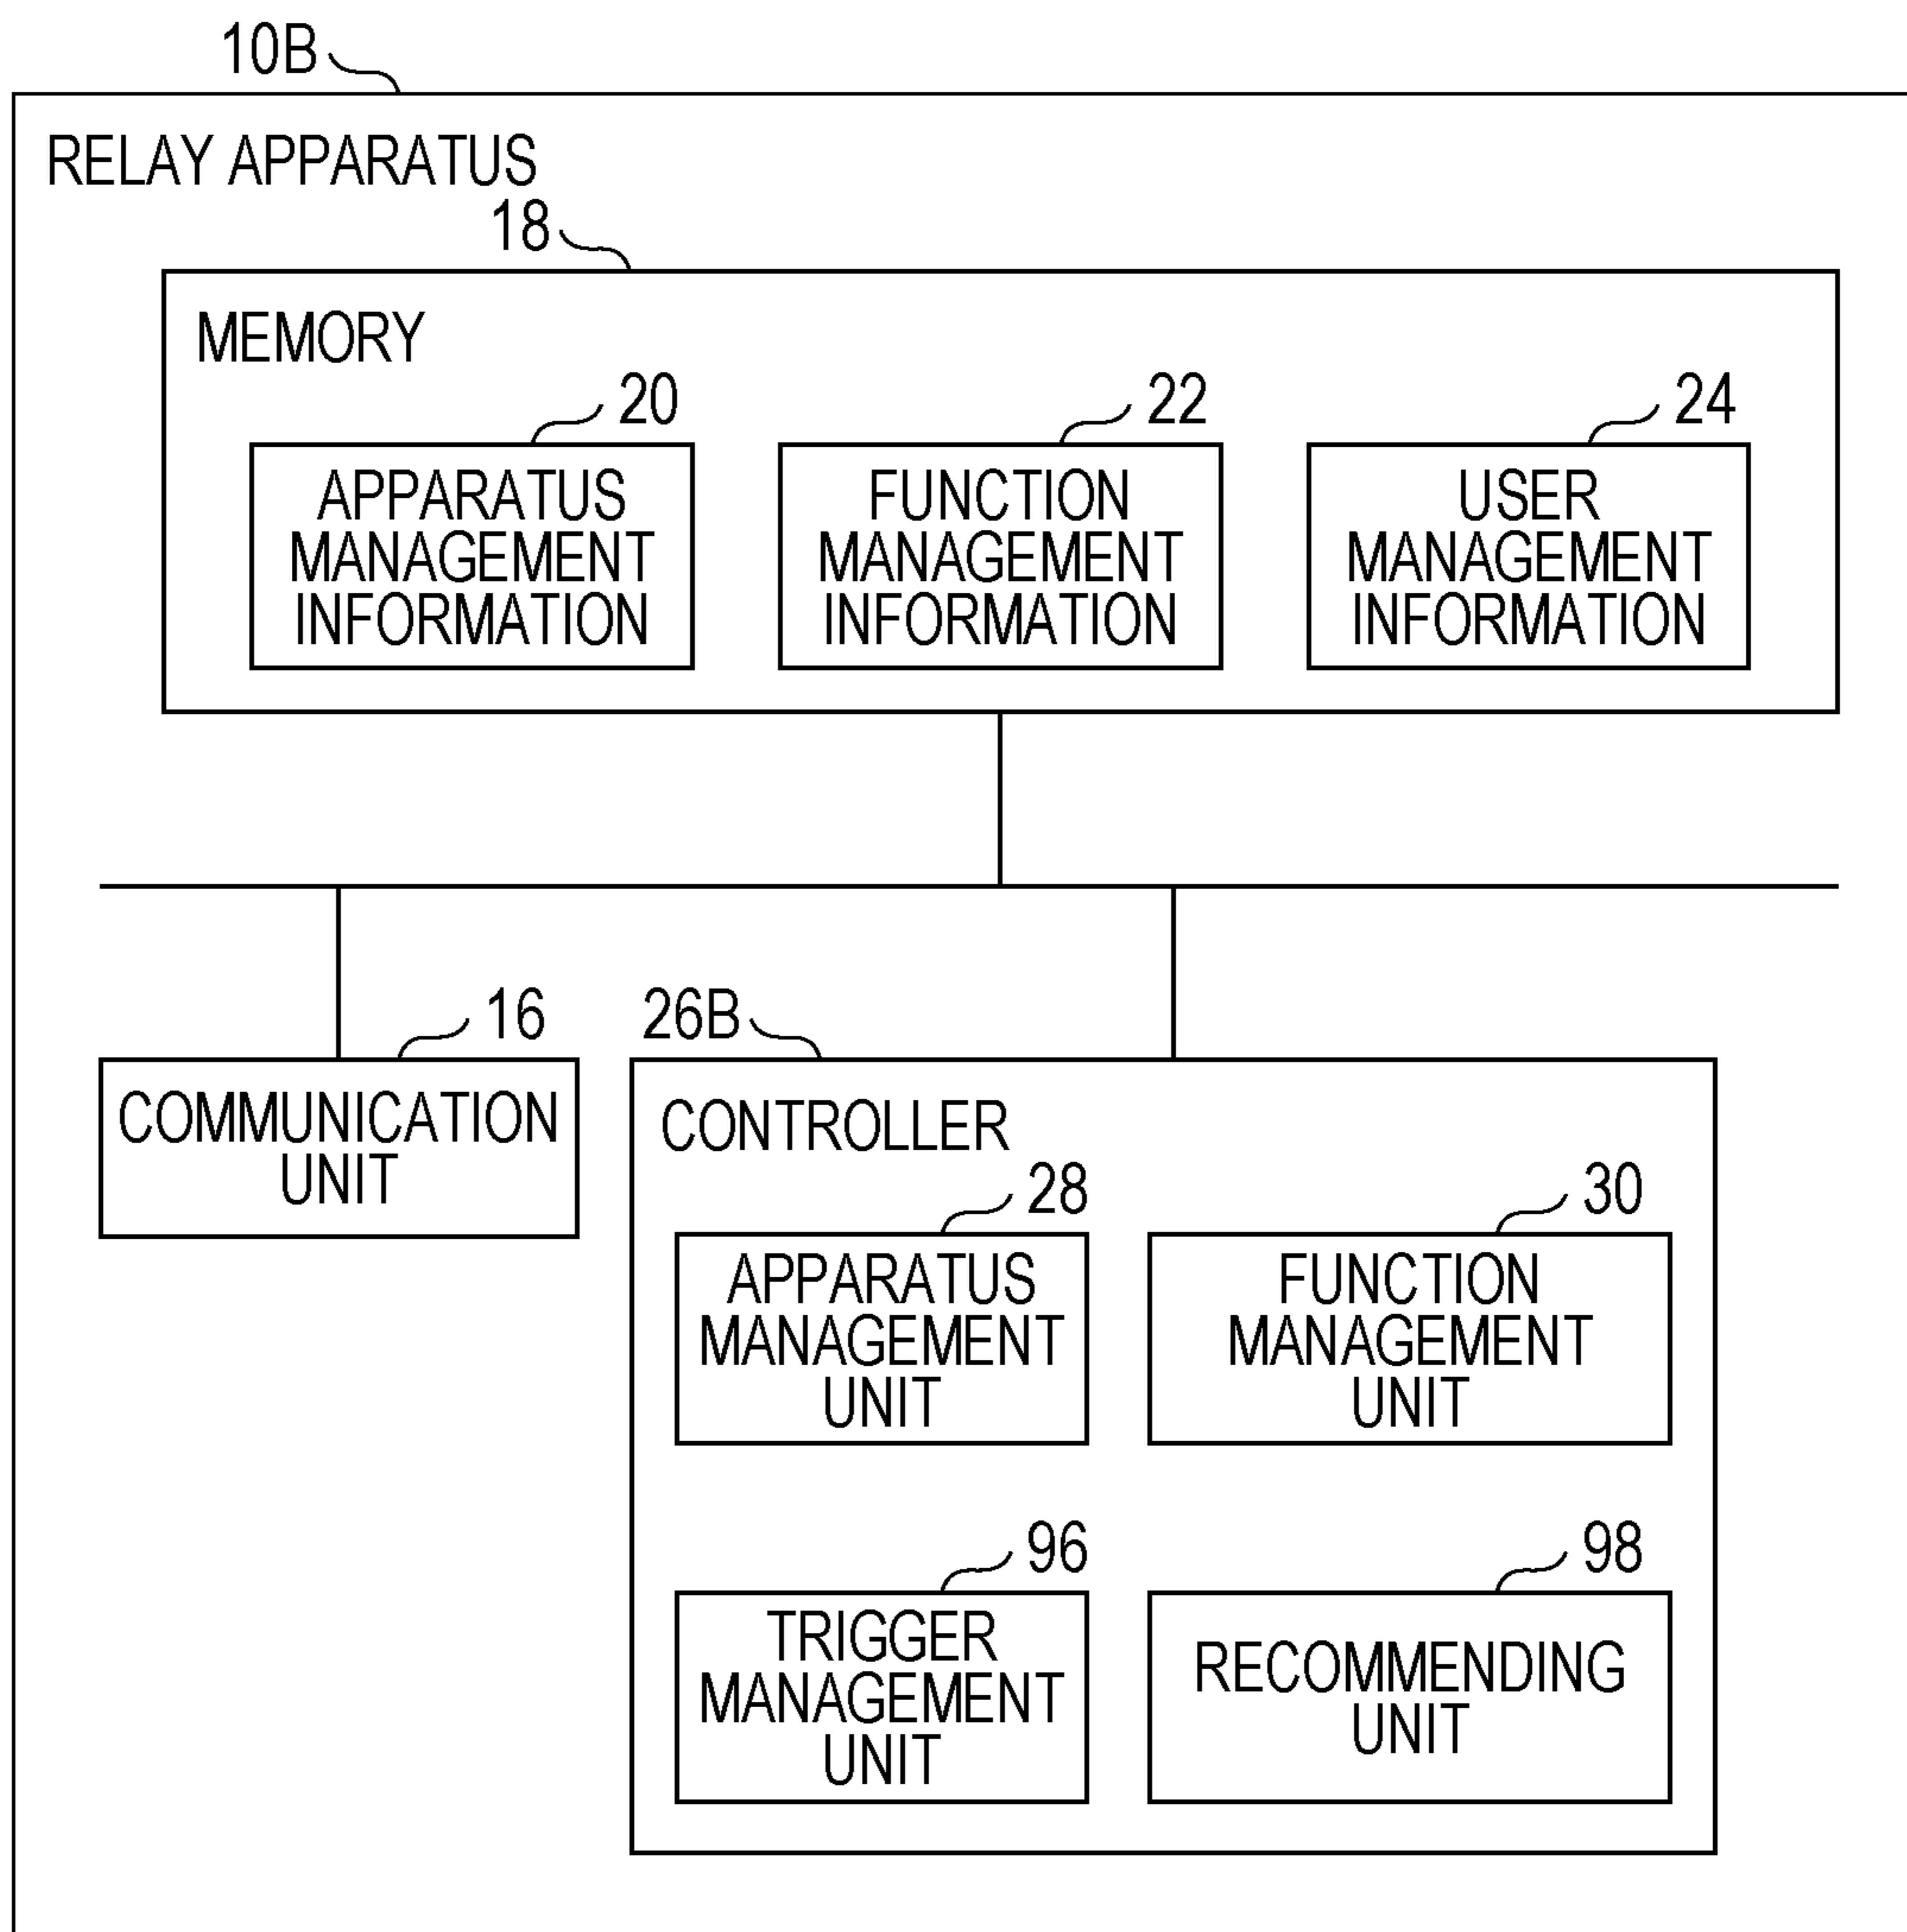 10B
RELAY APPARATUS
18
MEMORY
20
APPARATUS
MANAGEMENT
INFORMATION
22
FUNCTION
MANAGEMENT
INFORMATION
24
USER
MANAGEMENT
INFORMATION
16
COMMUNICATION
UNIT
26B
CONTROLLER
28
APPARATUS
MANAGEMENT
UNIT
30
FUNCTION
MANAGEMENT
UNIT
96
TRIGGER
MANAGEMENT
UNIT
98
RECOMMENDING
UNIT